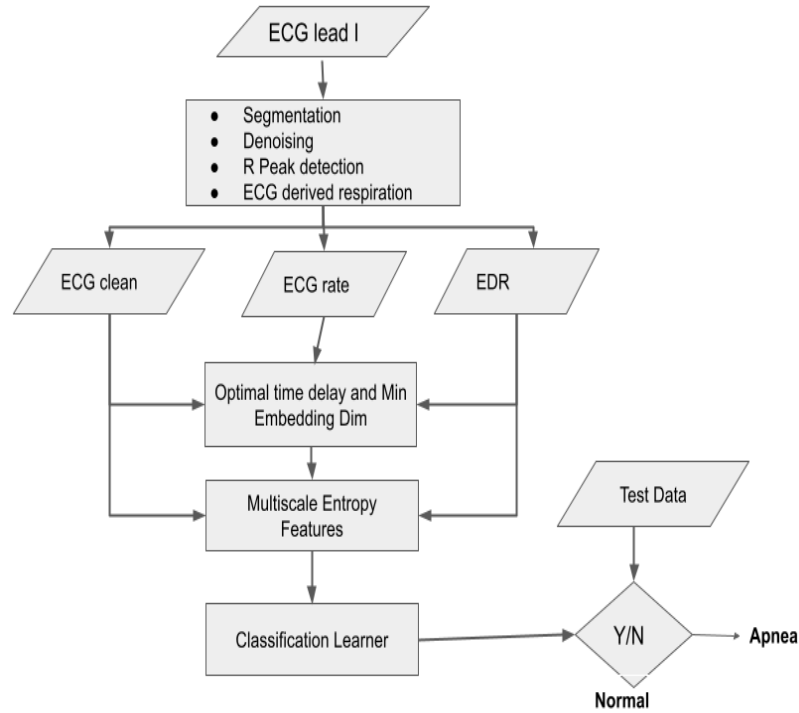 ECG lead I
● Segmentation
● Denoising
● R Peak detection
● ECG derived respiration
ECG clean
ECG rate
EDR
Optimal time delay and Min
Embedding Dim
Multiscale Entropy
Features
Test Data
Classification Learner
Y/N
Apnea
Normal